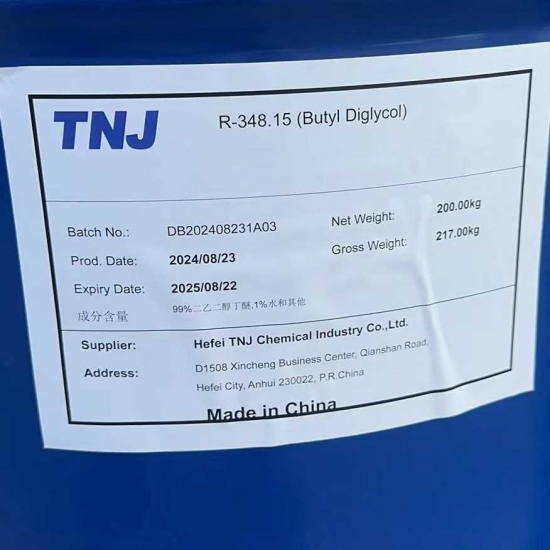 TNJ
R-348.15 (Butyl Diglycol)
Batch No.: DB202408231A03 Net Weight: 200.00kg
Prod. Date: 2024/08/23 Gross Weight: 217.00kg
Expiry Date: 2025/08/22
成分含量 99%二乙二醇丁醚,1%水和其他
Supplier: Hefei TNJ Chemical Industry Co.,Ltd.
Address: D1508 Xincheng Business Center, Qianshan Road,
Hefei City, Anhui 230022, P.R.China
Made in China